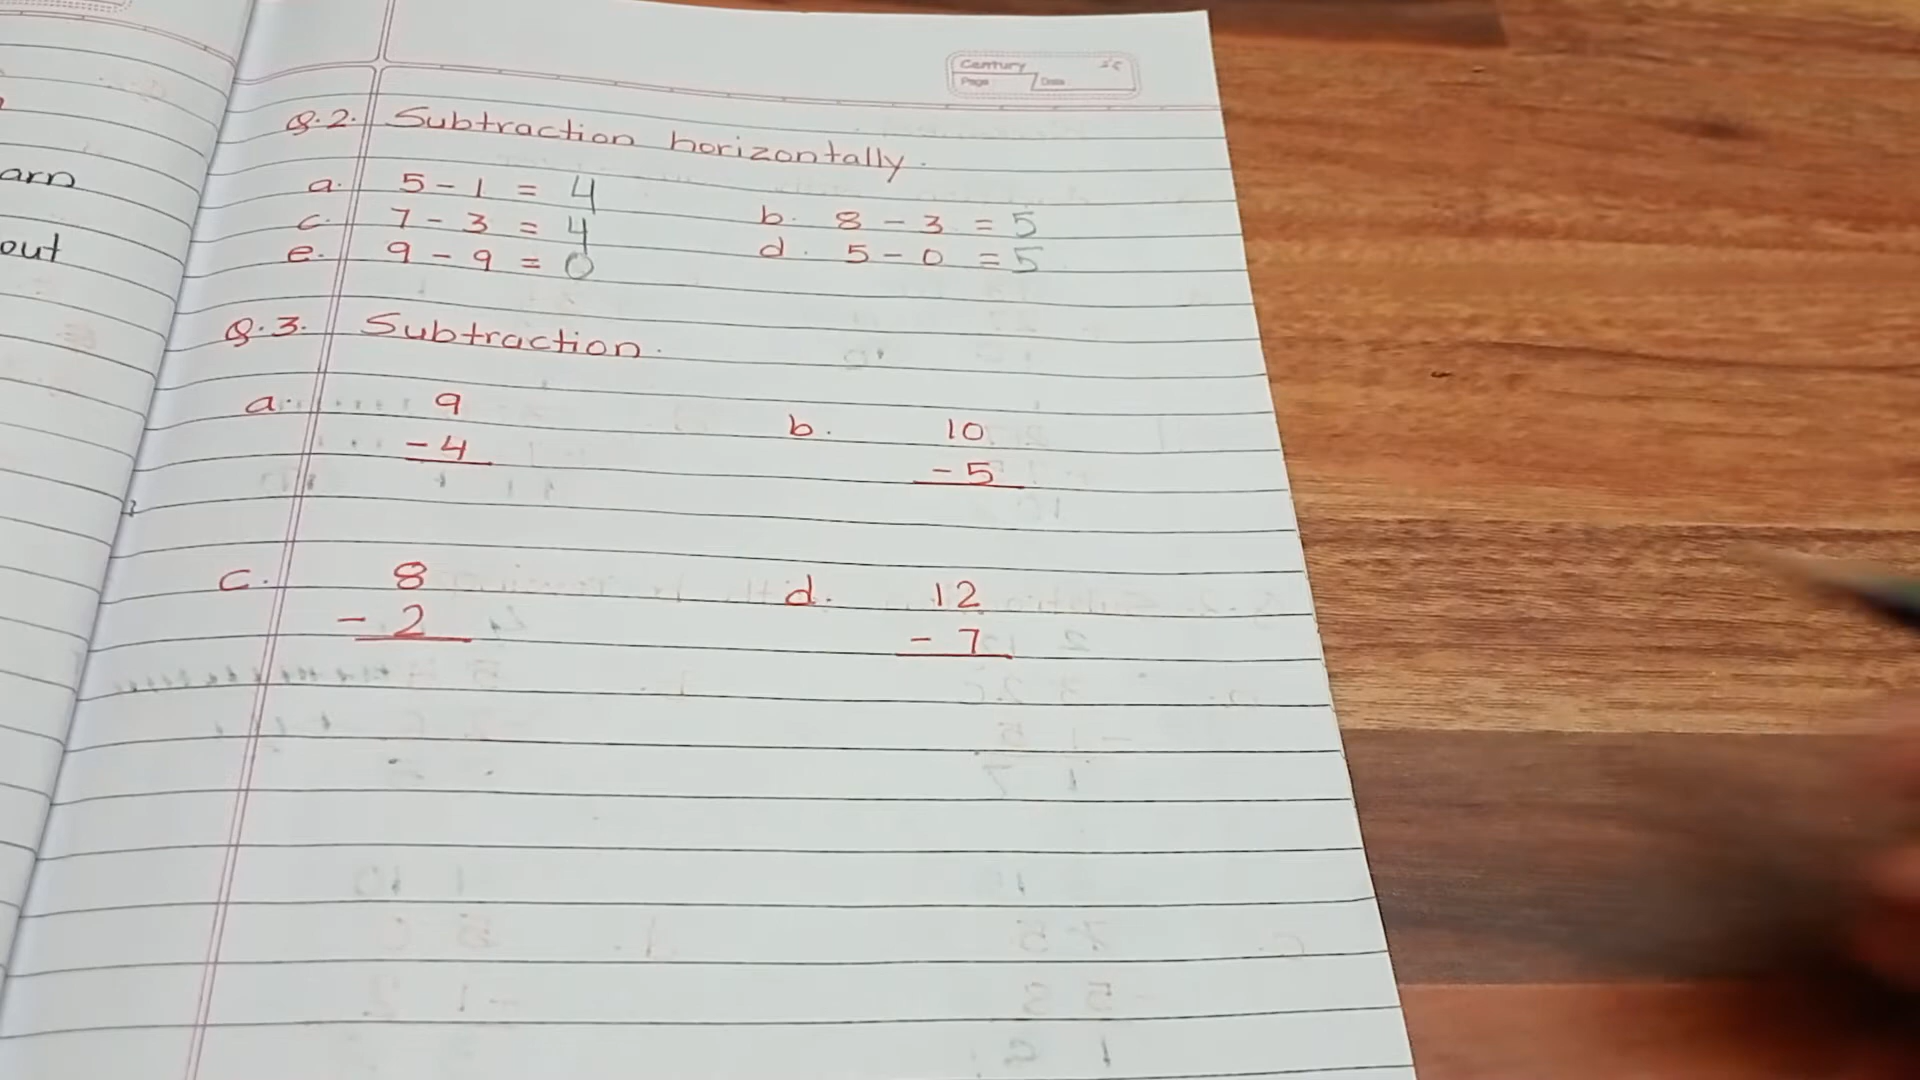 Century
Page Date
Q.2. Subtraction horizontally.
a. 5 - 1 = 4
b. 8 - 3 = 5
c. 7 - 3 = 4
d. 5 - 0 = 5
e. 9 - 9 = 0
arn
out
Q.3. Subtraction.
a. 9
- 4
b. 10
- 5
c. 8
- 2
d. 12
- 7